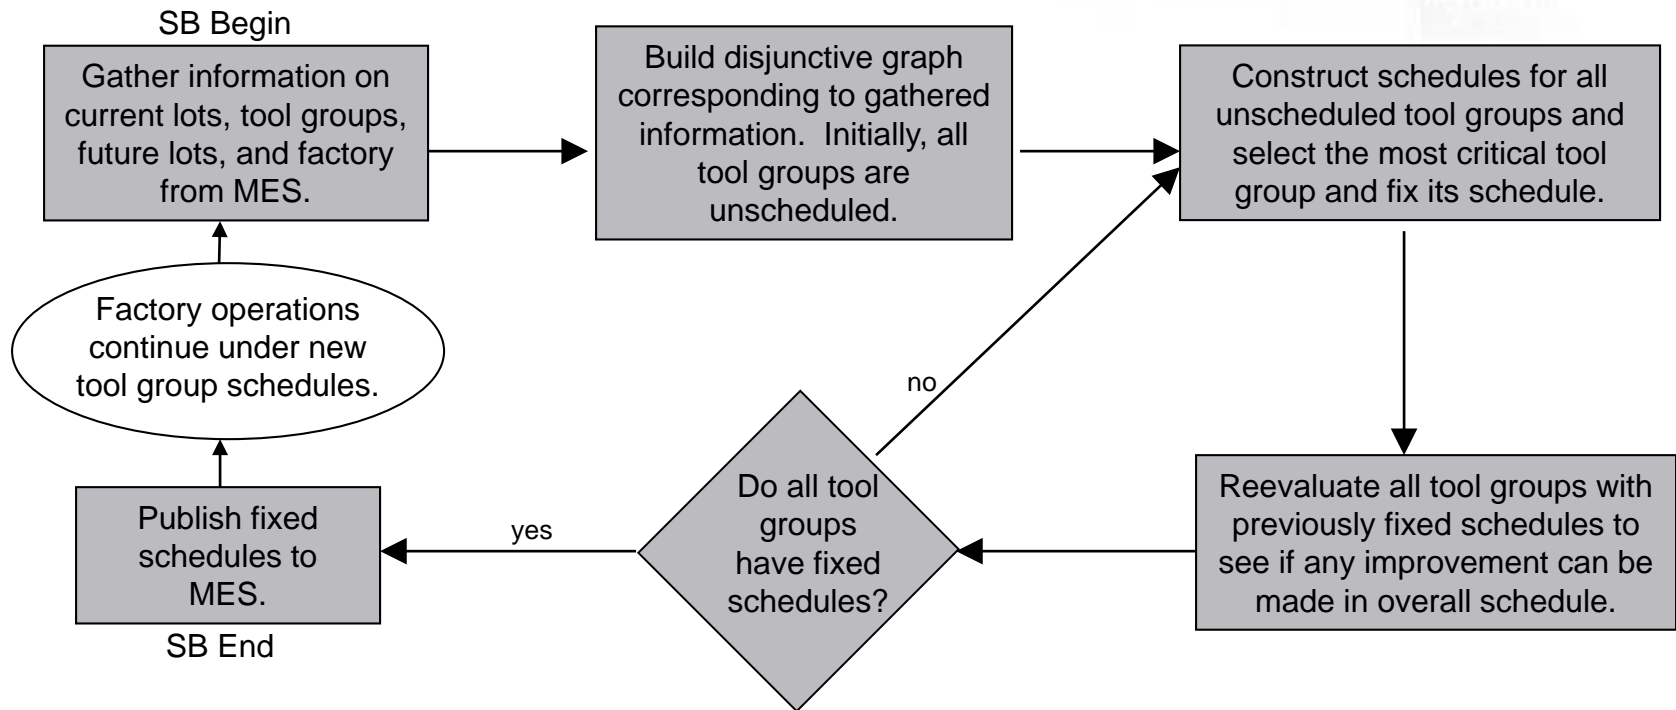 SB Begin
Gather information on
current lots, tool groups,
future lots, and factory
from MES.
Build disjunctive graph
corresponding to gathered
information.  Initially, all
tool groups are
unscheduled.
Construct schedules for all
unscheduled tool groups and
select the most critical tool
group and fix its schedule.
Factory operations
continue under new
tool group schedules.
no
Publish fixed
schedules to
MES.
SB End
yes
Do all tool
groups
have fixed
schedules?
Reevaluate all tool groups with
previously fixed schedules to
see if any improvement can be
made in overall schedule.